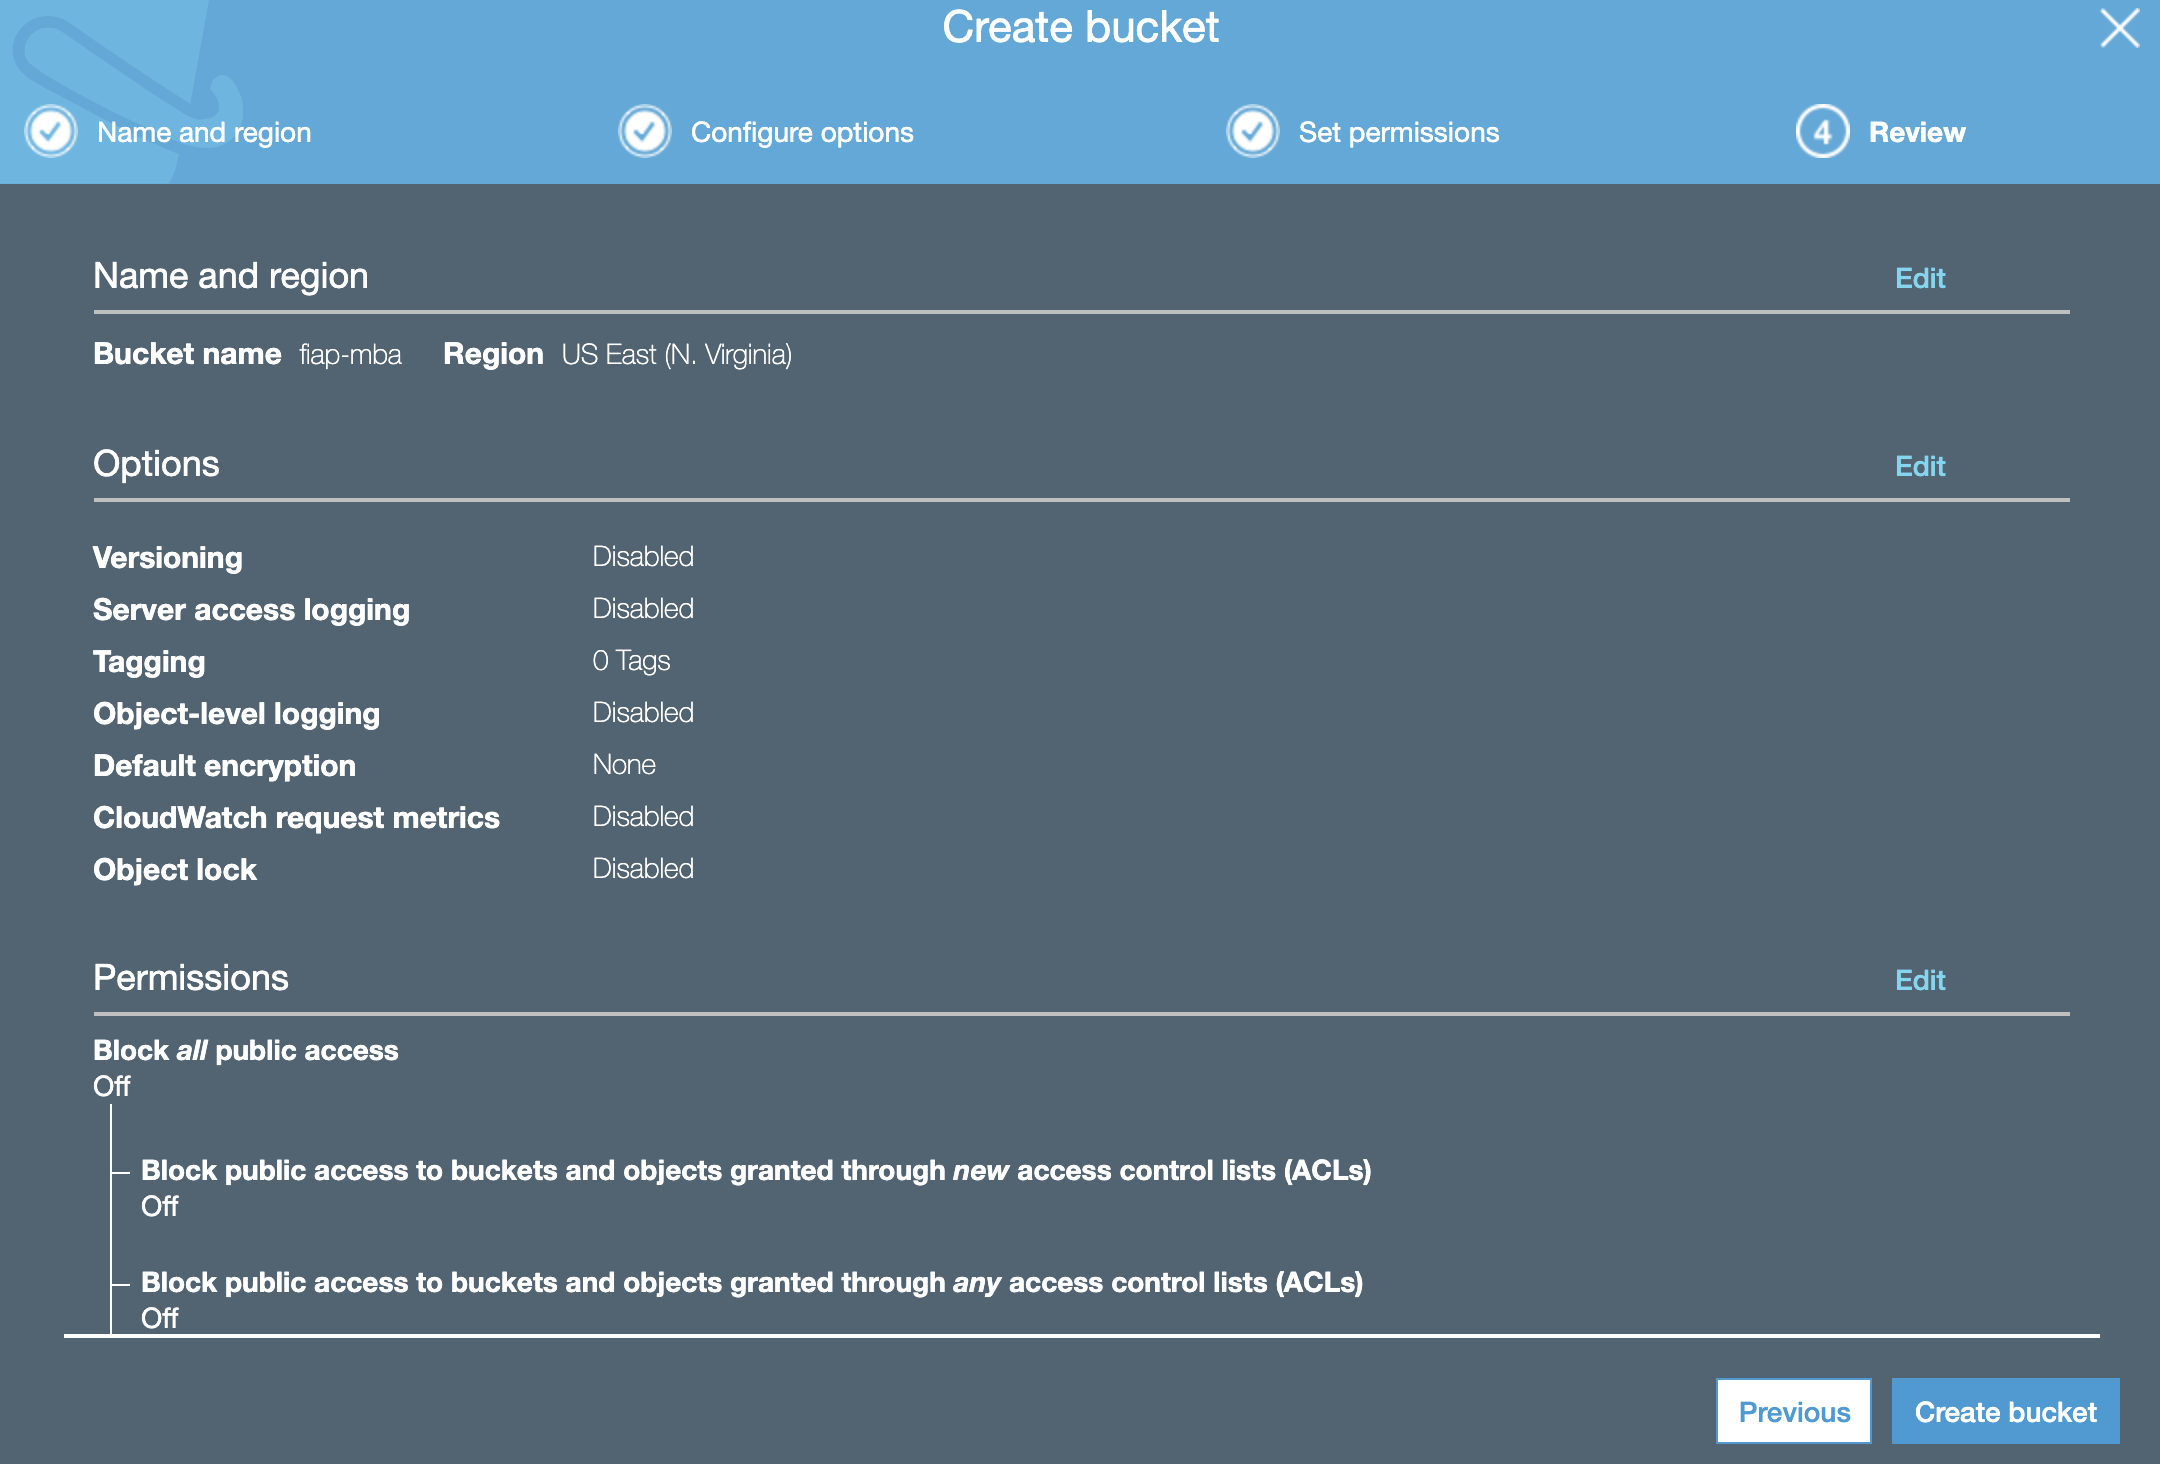 Create bucket
Name and region
Configure options
Set permissions
4 Review
Name and region Edit
Bucket name fiap-mba Region US East (N. Virginia)
Options Edit
Versioning Disabled
Server access logging Disabled
Tagging 0 Tags
Object-level logging Disabled
Default encryption None
CloudWatch request metrics Disabled
Object lock Disabled
Permissions Edit
Block all public access
Off
Block public access to buckets and objects granted through new access control lists (ACLs)
Off
Block public access to buckets and objects granted through any access control lists (ACLs)
Off
Previous Create bucket